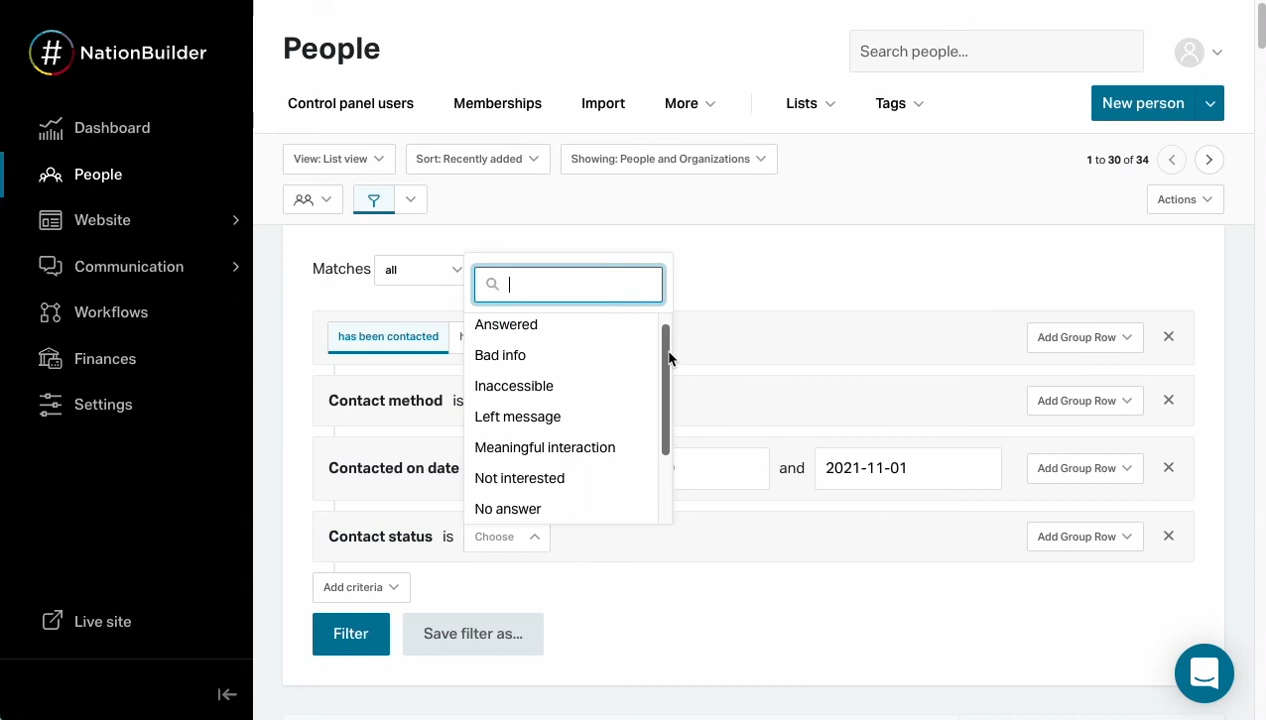 # NationBuilder
Dashboard
People
Website
Communication
Workflows
Finances
Settings
Live site
People
Search people...
Control panel users
Memberships
Import
More
Lists
Tags
New person
View: List view
Sort: Recently added
Showing: People and Organizations
1 to 30 of 34
Actions
Matches
all
has been contacted
Add Group Row
Contact method
is
Add Group Row
Contacted on date
and
2021-11-01
Add Group Row
Contact status
is
Choose
Add Group Row
Answered
Bad info
Inaccessible
Left message
Meaningful interaction
Not interested
No answer
Add criteria
Filter
Save filter as...